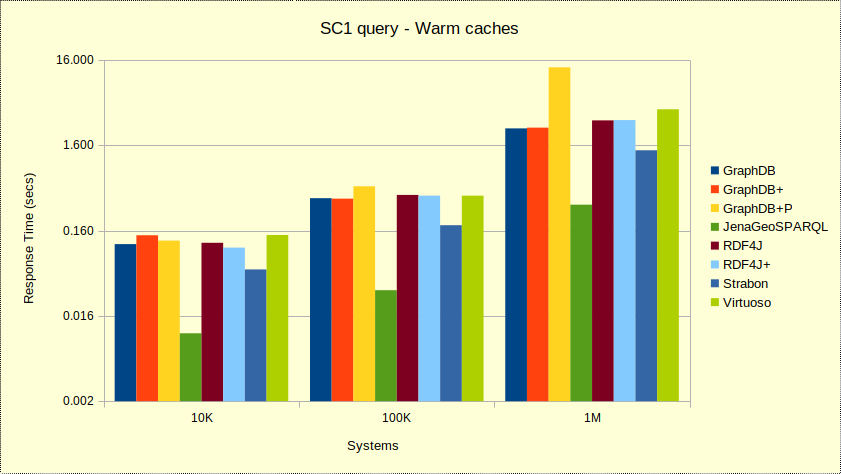 SC1 query - Warm caches
16.000
1.600
0.160
0.016
0.002
Response Time (secs)
10K
100K
1M
Systems
GraphDB
GraphDB+
GraphDB+P
JenaGeoSPARQL
RDF4J
RDF4J+
Strabon
Virtuoso